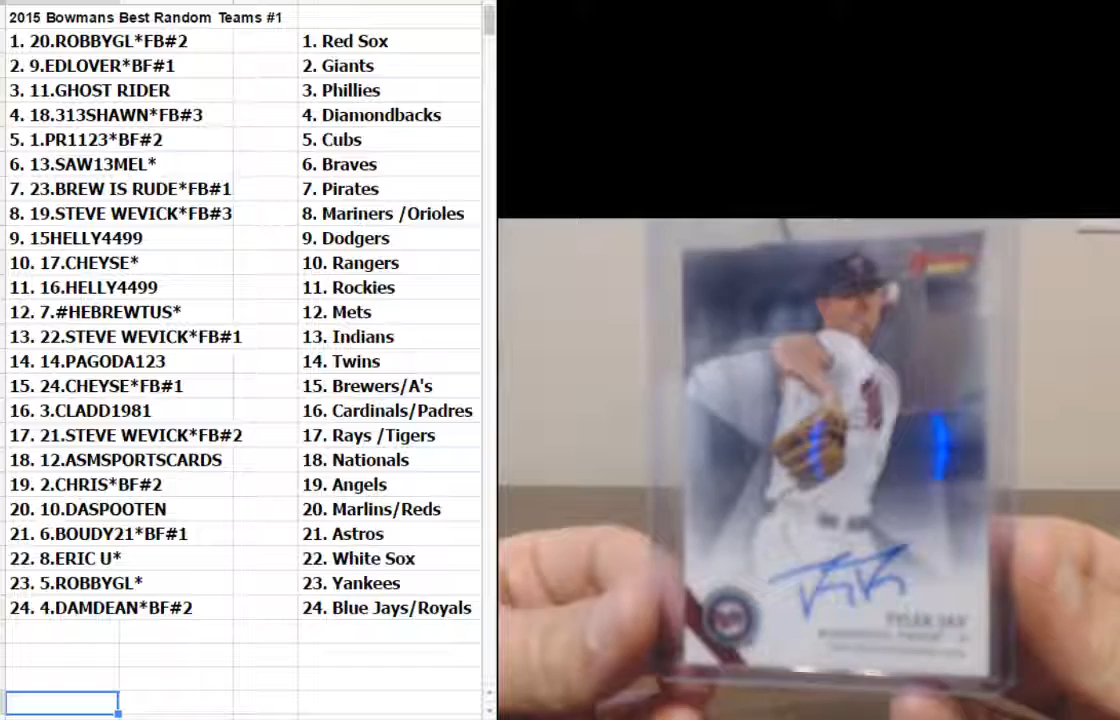 2015 Bowmans Best Random Teams #1
1. 20.ROBBYGL*FB#2 1. Red Sox
2. 9.EDLOVER*BF#1 2. Giants
3. 11.GHOST RIDER 3. Phillies
4. 18.313SHAWN*FB#3 4. Diamondbacks
5. 1.PR1123*BF#2 5. Cubs
6. 13.SAW13MEL* 6. Braves
7. 23.BREW IS RUDE*FB#1 7. Pirates
8. 19.STEVE WEVICK*FB#3 8. Mariners /Orioles
9. 15HELLY4499 9. Dodgers
10. 17.CHEYSE* 10. Rangers
11. 16.HELLY4499 11. Rockies
12. 7.#HEBREWTUS* 12. Mets
13. 22.STEVE WEVICK*FB#1 13. Indians
14. 14.PAGODA123 14. Twins
15. 24.CHEYSE*FB#1 15. Brewers/A's
16. 3.CLADD1981 16. Cardinals/Padres
17. 21.STEVE WEVICK*FB#2 17. Rays /Tigers
18. 12.ASMSPORTSCARDS 18. Nationals
19. 2.CHRIS*BF#2 19. Angels
20. 10.DASPOOTEN 20. Marlins/Reds
21. 6.BOUDY21*BF#1 21. Astros
22. 8.ERIC U* 22. White Sox
23. 5.ROBBYGL* 23. Yankees
24. 4.DAMDEAN*BF#2 24. Blue Jays/Royals
TYLER JAY